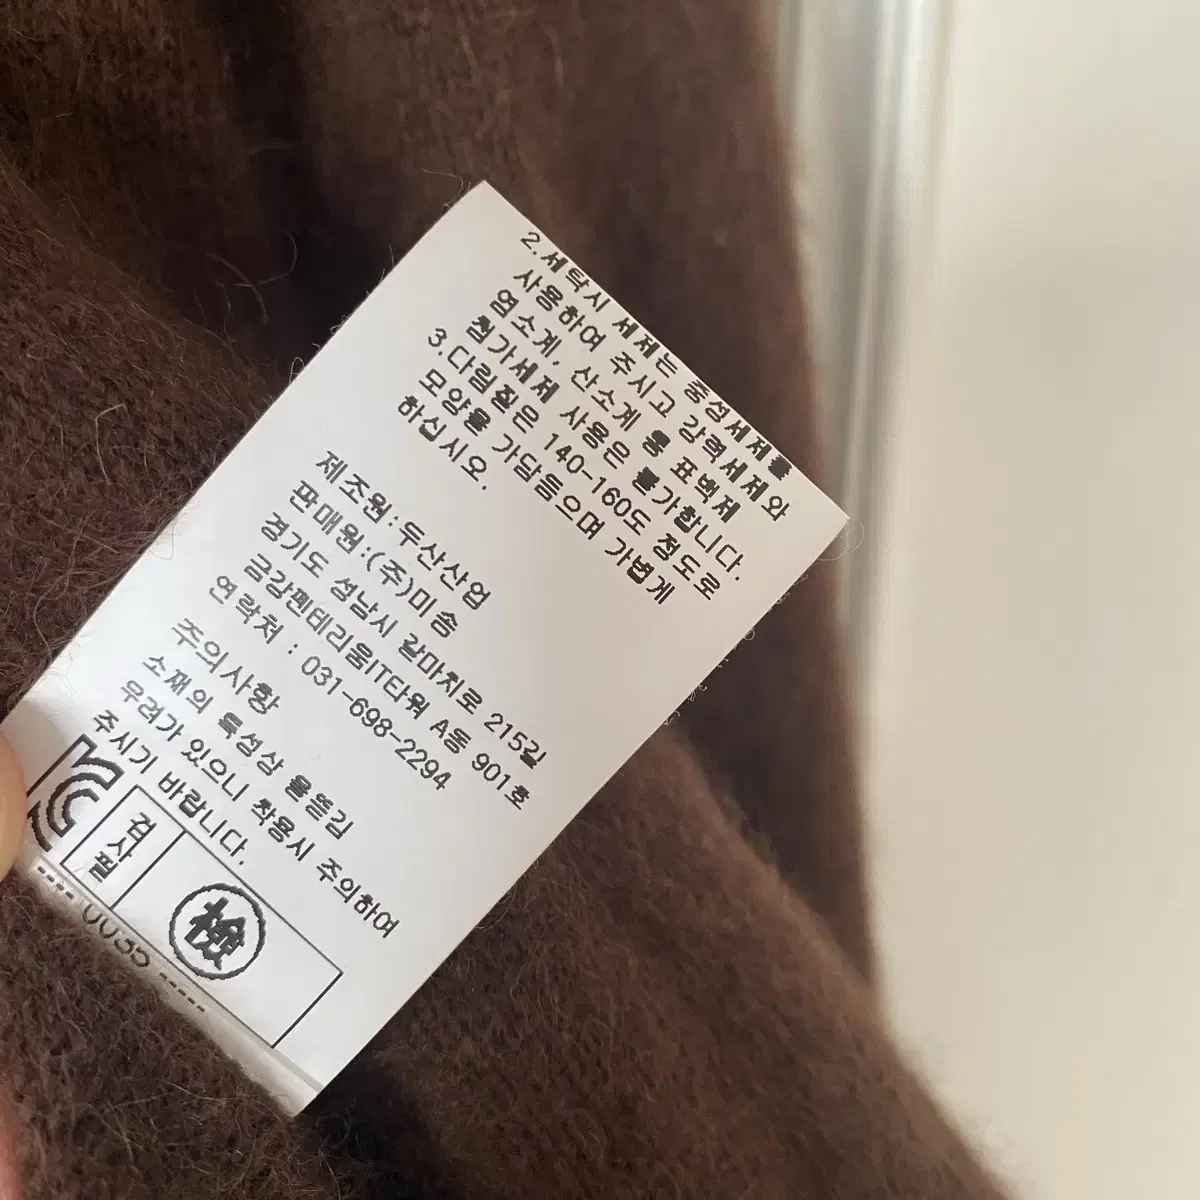 2.세탁시 세제는 중성세제를
사용하여 주시고 강력세제와
염소계, 산소계 등 표백제
첨가세제 사용은 불가합니다.
3.다림질은 140-160도 정도로
모양을 가담듬으며 가볍게
하십시오.
제조원:두산산업
판매원:(주)미송
경기도 성남시 갈마치로 215길
금강펜테리움IT타워 A동 901호
연락처 : 031-698-2294
주의사항
소재의 특성상 올뜯김
우려가 있으니 착용시 주의하여
주시기 바랍니다.
검사필
檢
---- 0035 -----